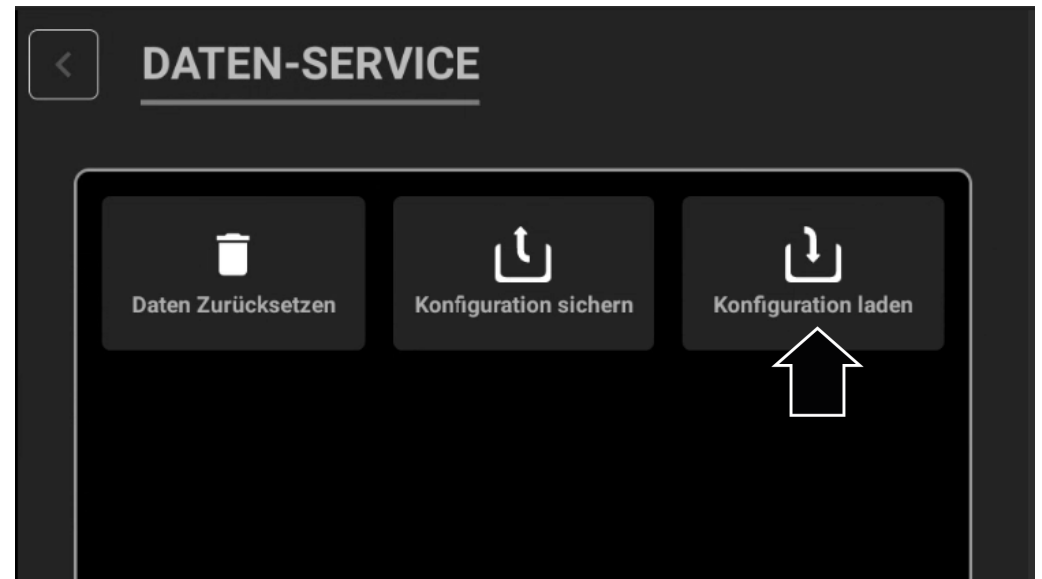 DATEN-SERVICE
Daten Zurücksetzen
Konfiguration sichern
Konfiguration laden